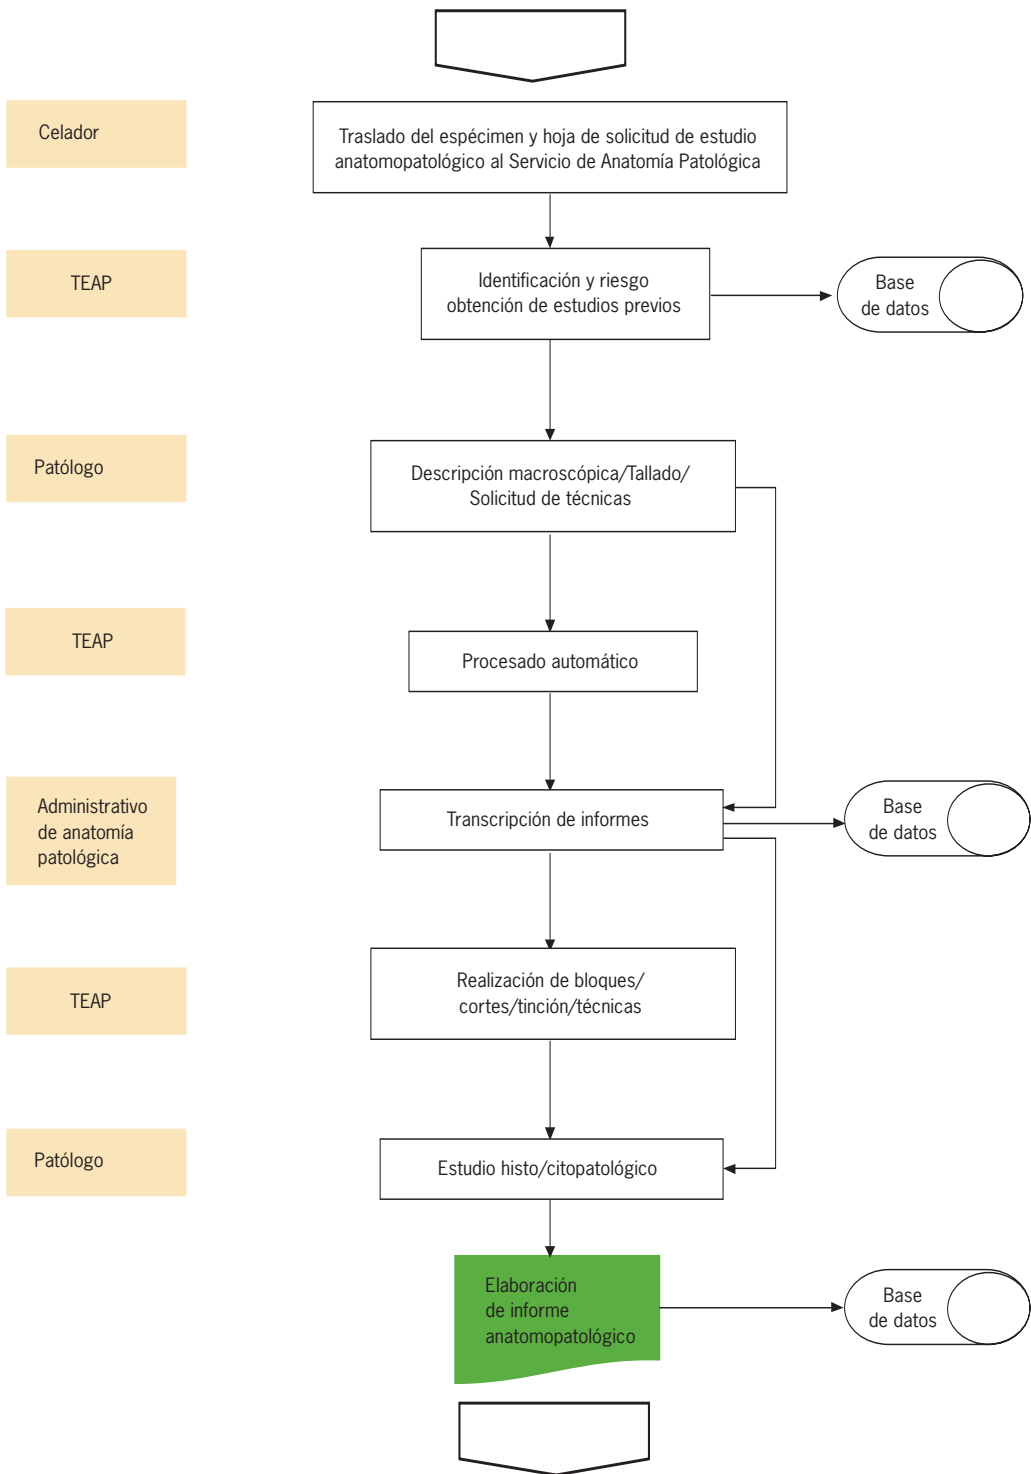 Celador
Traslado del espécimen y hoja de solicitud de estudio
anatomopatológico al Servicio de Anatomía Patológica
TEAP
Identificación y riesgo
obtención de estudios previos
Base
de datos
Patólogo
Descripción macroscópica/Tallado/
Solicitud de técnicas
TEAP
Procesado automático
Administrativo
de anatomía
patológica
Transcripción de informes
Base
de datos
TEAP
Realización de bloques/
cortes/tinción/técnicas
Patólogo
Estudio histo/citopatológico
Elaboración
de informe
anatomopatológico
Base
de datos